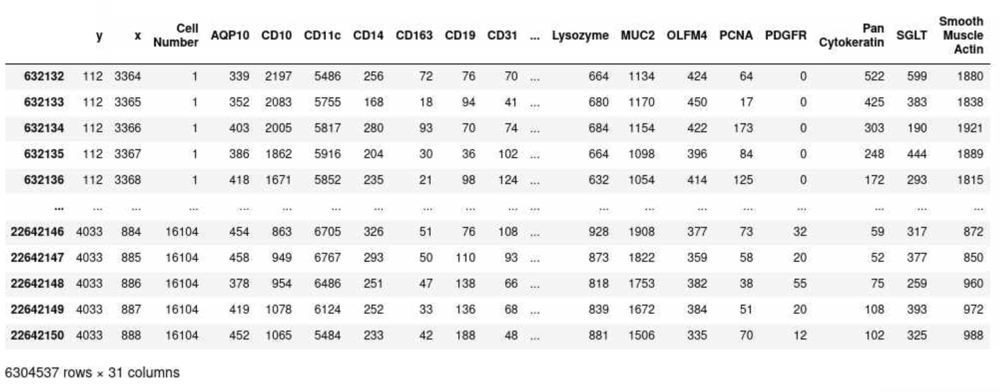 y x Cell Number AQP10 CD10 CD11c CD14 CD163 CD19 CD31 ... Lysozyme MUC2 OLFM4 PCNA PDGFR Pan Cytokeratin SGLT Smooth Muscle Actin
632132 112 3364 1 339 2197 5486 256 72 76 70 ... 664 1134 424 64 0 522 599 1880
632133 112 3365 1 352 2083 5755 168 18 94 41 ... 680 1170 450 17 0 425 383 1838
632134 112 3366 1 403 2005 5817 280 93 70 74 ... 684 1154 422 173 0 303 190 1921
632135 112 3367 1 386 1862 5916 204 30 36 102 ... 664 1098 396 84 0 248 444 1889
632136 112 3368 1 418 1671 5852 235 21 98 124 ... 632 1054 414 125 0 172 293 1815
... ... ... ... ... ... ... ... ... ... ... ... ... ... ... ... ... ... ... ...
22642146 4033 884 16104 454 863 6705 326 51 76 108 ... 928 1908 377 73 32 59 317 872
22642147 4033 885 16104 458 949 6767 293 50 110 93 ... 873 1822 359 58 20 52 377 850
22642148 4033 886 16104 378 954 6486 251 47 138 66 ... 818 1753 382 38 55 75 259 960
22642149 4033 887 16104 419 1078 6124 252 33 136 68 ... 839 1672 384 51 20 108 393 972
22642150 4033 888 16104 452 1065 5484 233 42 188 48 ... 881 1506 335 70 12 102 325 988
6304537 rows × 31 columns